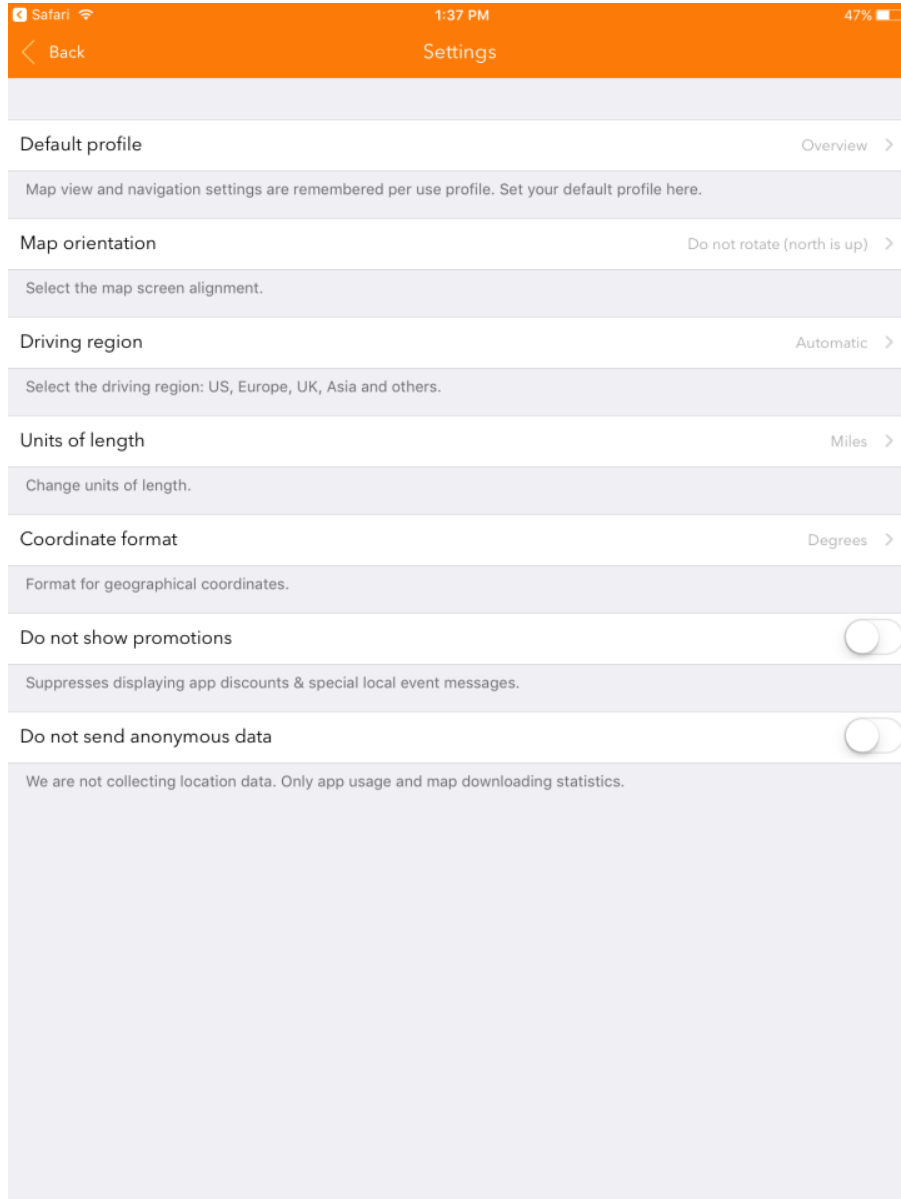 Safari 1:37 PM 47%
Back Settings
Default profile Overview
Map view and navigation settings are remembered per use profile. Set your default profile here.
Map orientation Do not rotate (north is up)
Select the map screen alignment.
Driving region Automatic
Select the driving region: US, Europe, UK, Asia and others.
Units of length Miles
Change units of length.
Coordinate format Degrees
Format for geographical coordinates.
Do not show promotions
Suppresses displaying app discounts & special local event messages.
Do not send anonymous data
We are not collecting location data. Only app usage and map downloading statistics.